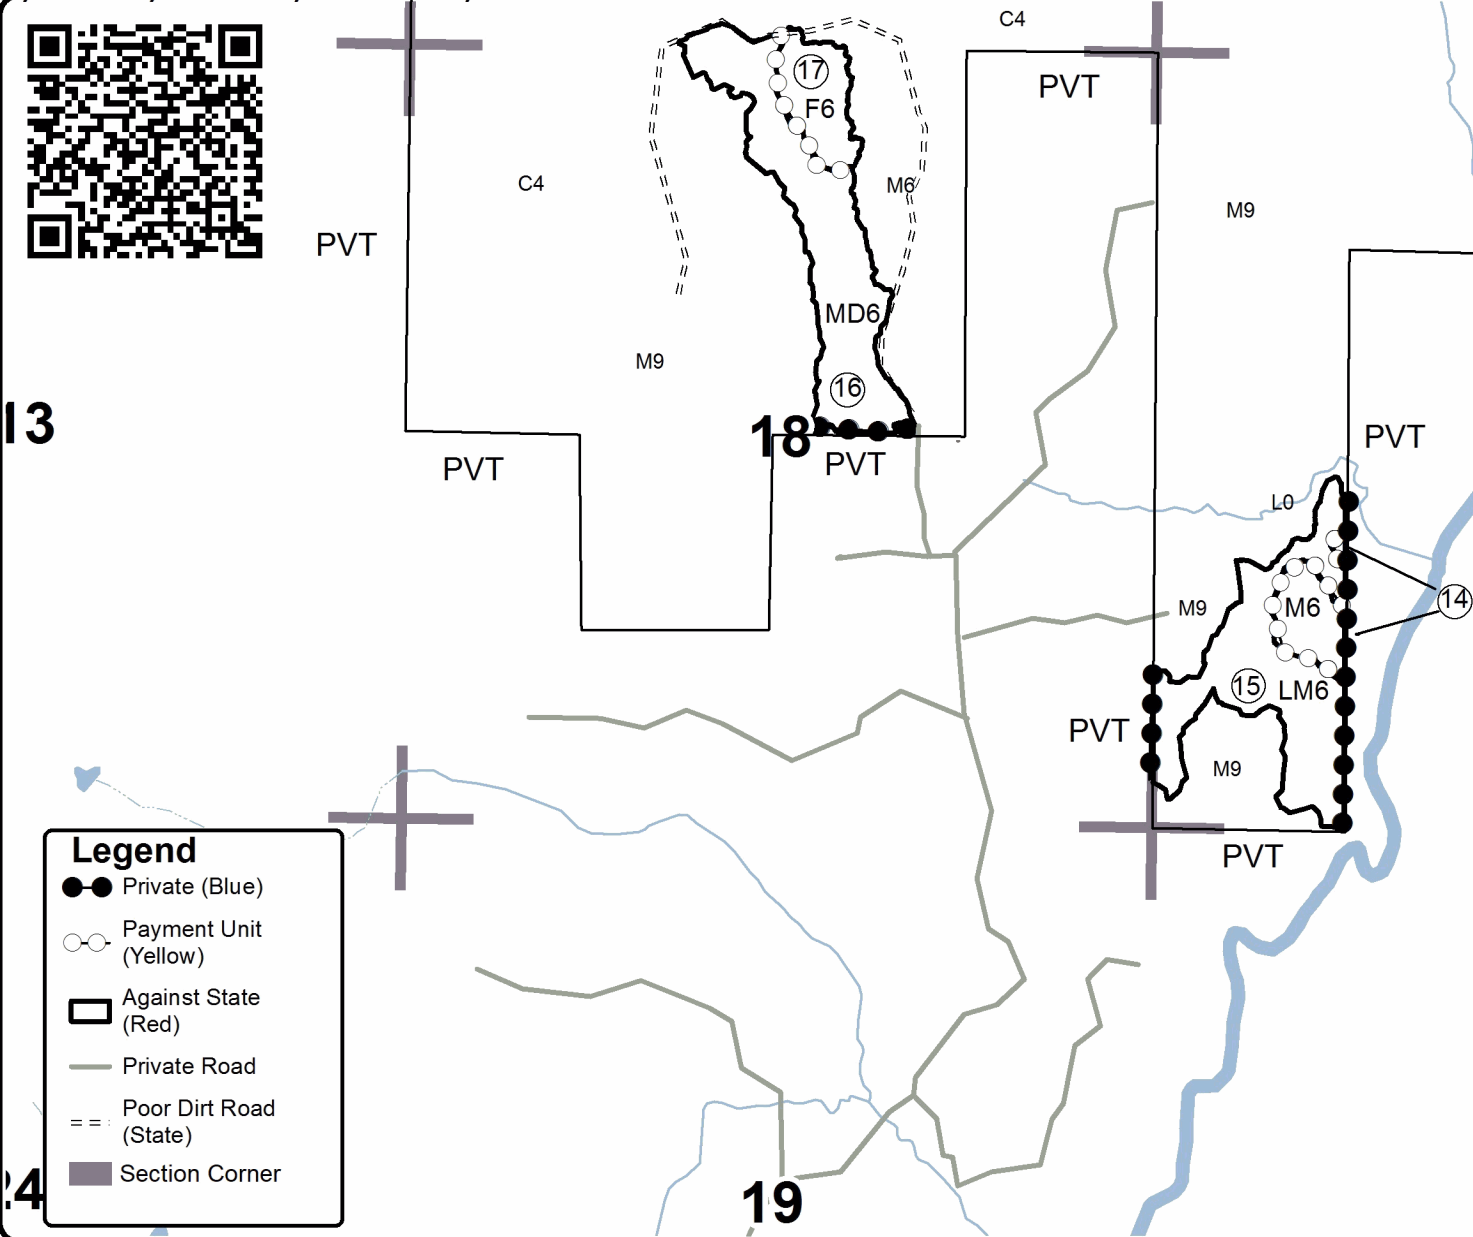 C4
17
PVT
F6
C4
M6
M9
PVT
MD6
M9
16
13
18
PVT
PVT
PVT
L0
14
M9
M6
15
LM6
PVT
M9
PVT
Legend
Private (Blue)
Payment Unit
(Yellow)
Against State
(Red)
Private Road
Poor Dirt Road
(State)
Section Corner
24
19